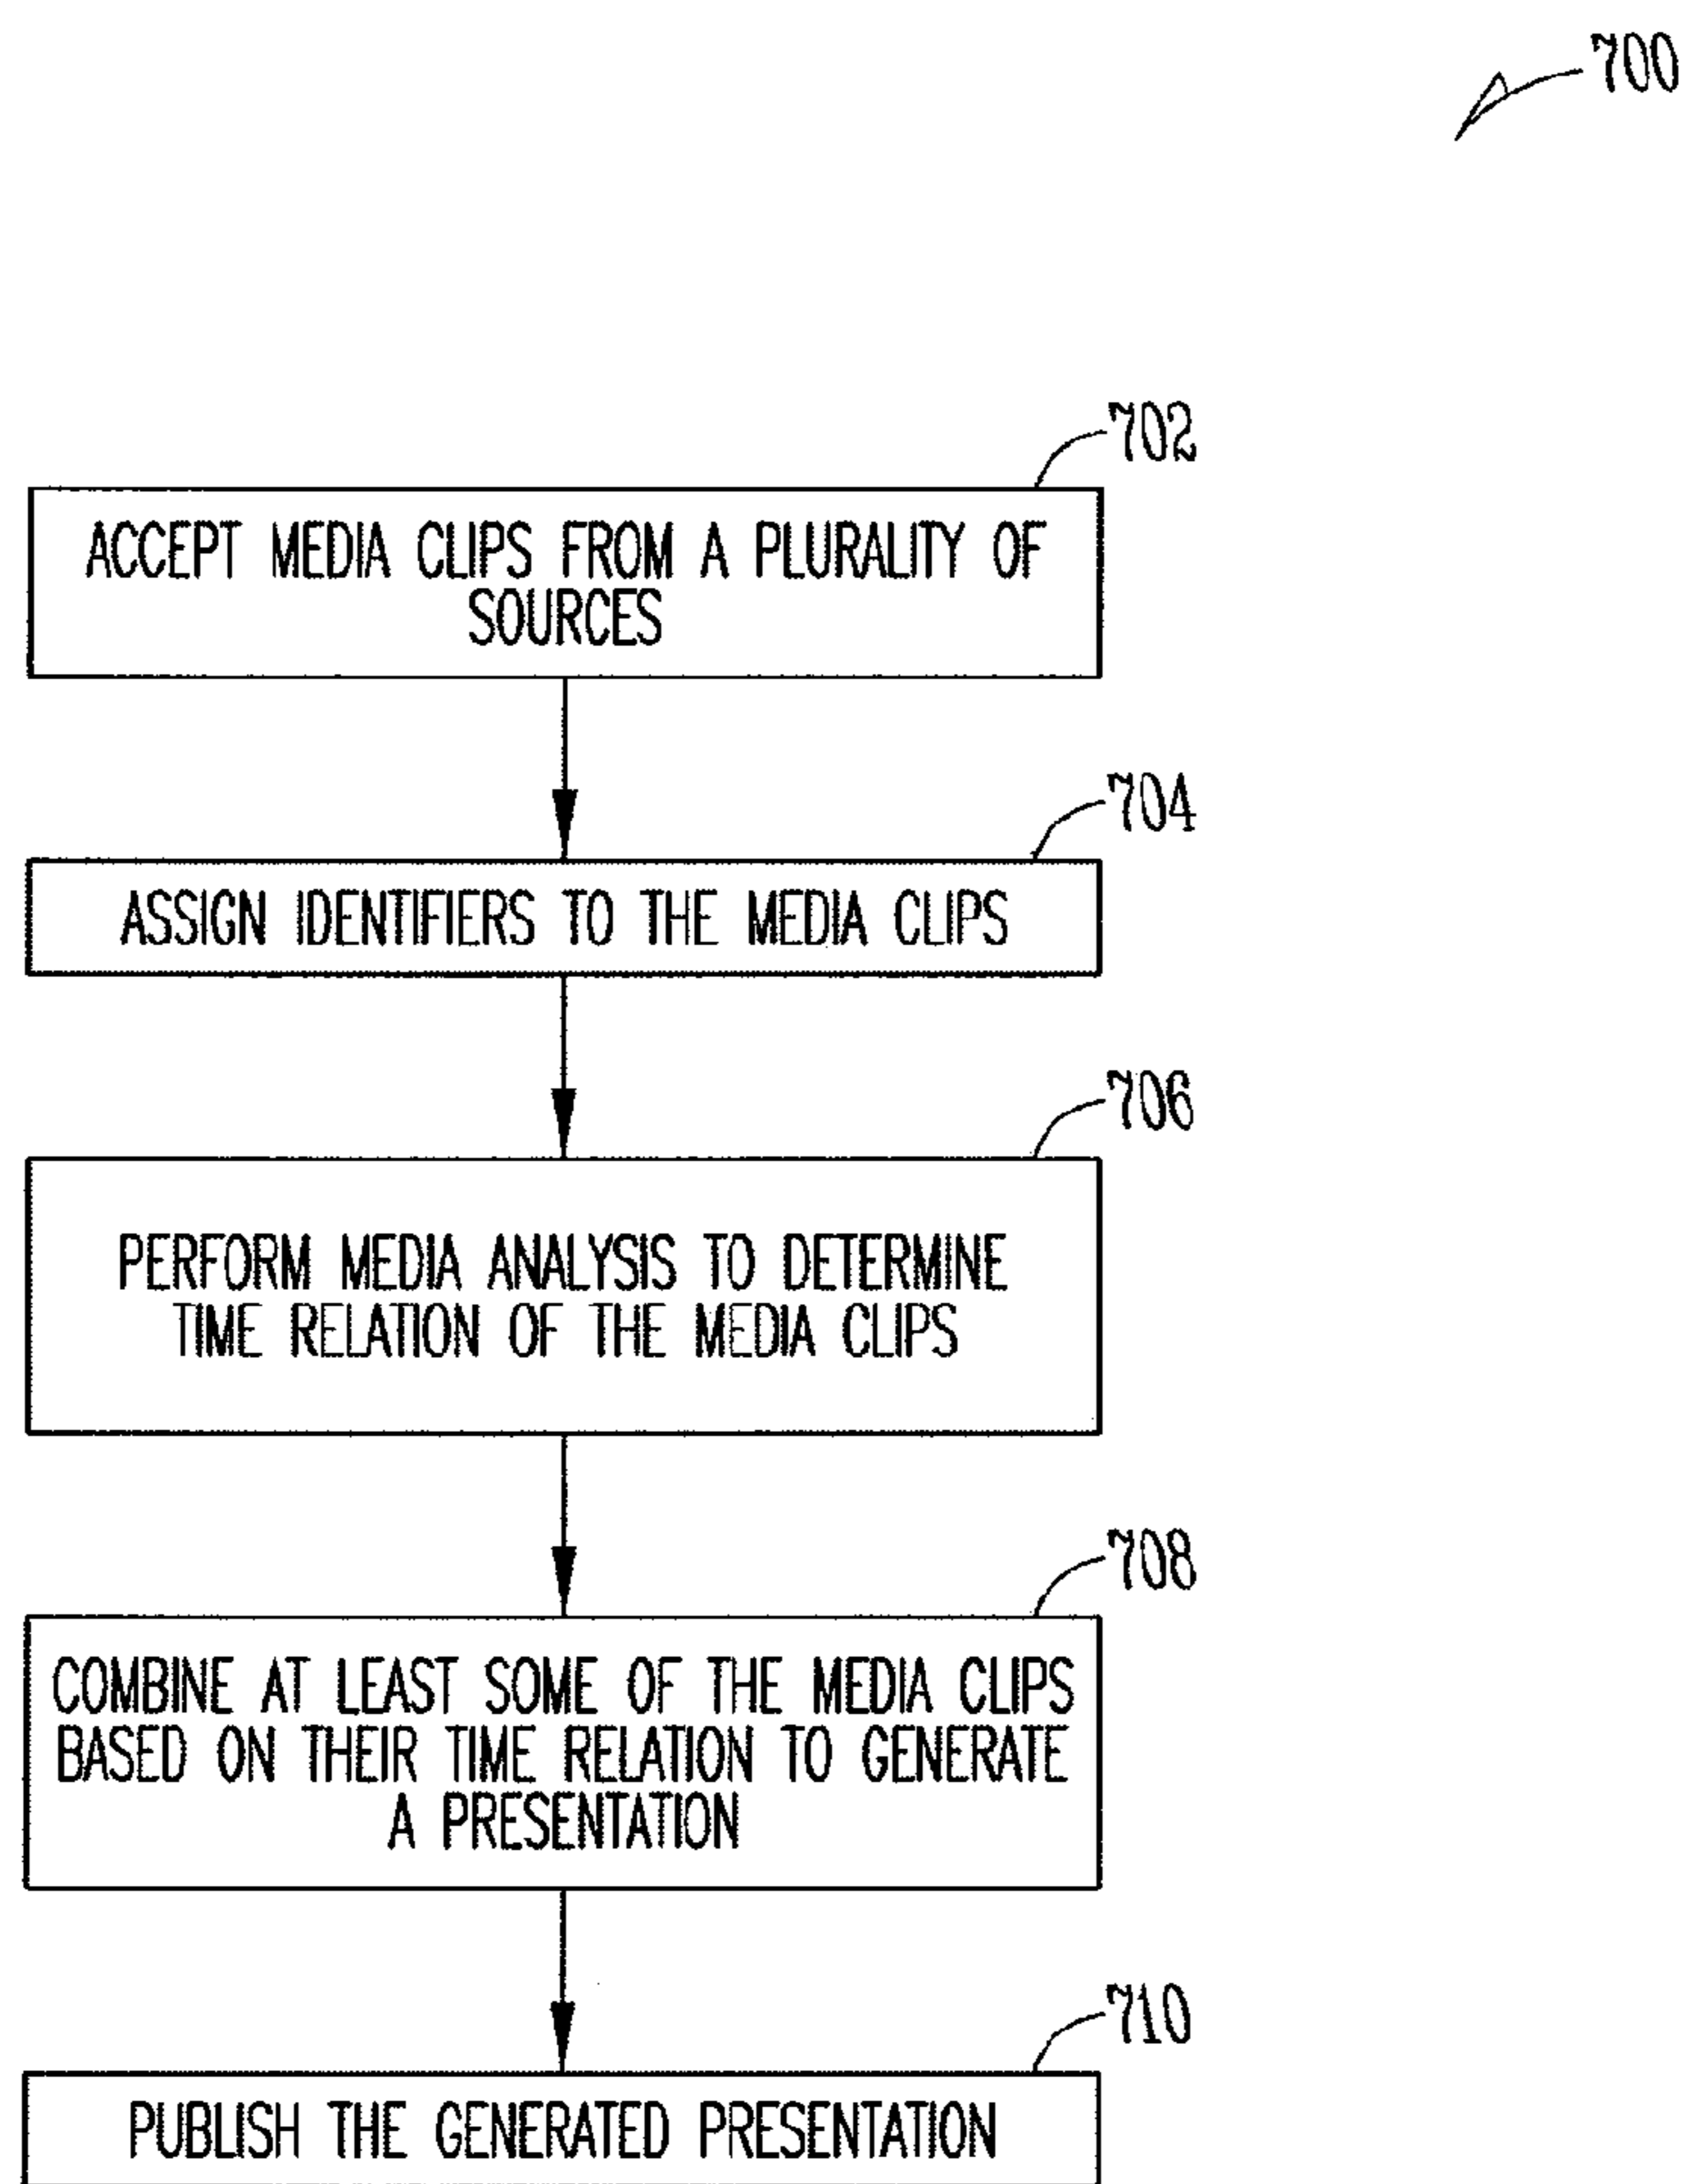 700
702
ACCEPT MEDIA CLIPS FROM A PLURALITY OF
SOURCES
704
ASSIGN IDENTIFIERS TO THE MEDIA CLIPS
706
PERFORM MEDIA ANALYSIS TO DETERMINE
TIME RELATION OF THE MEDIA CLIPS
708
COMBINE AT LEAST SOME OF THE MEDIA CLIPS
BASED ON THEIR TIME RELATION TO GENERATE
A PRESENTATION
710
PUBLISH THE GENERATED PRESENTATION